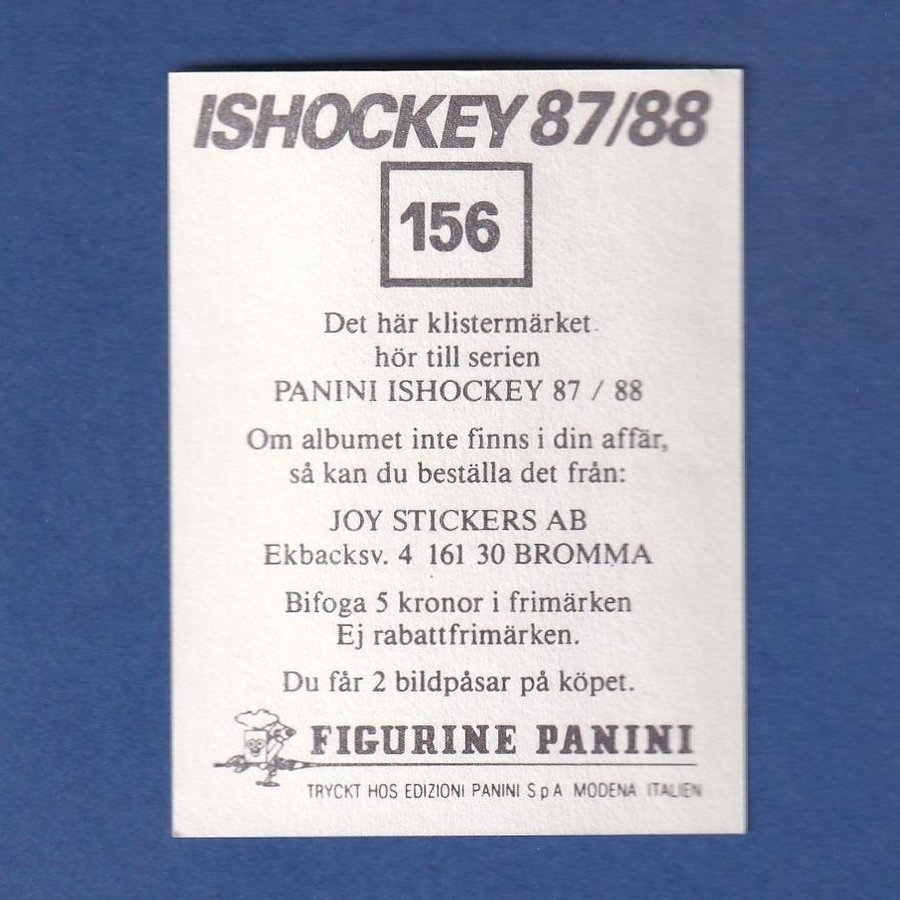 ISHOCKEY 87/88
156
Det här klistermärket
hör till serien
PANINI ISHOCKEY 87 / 88
Om albumet inte finns i din affär,
så kan du beställa det från:
JOY STICKERS AB
Ekbacksv. 4 161 30 BROMMA
Bifoga 5 kronor i frimärken
Ej rabattfrimärken.
Du får 2 bildpåsar på köpet.
FIGURINE PANINI
TRYCKT HOS EDIZIONI PANINI S p A MODENA ITALIEN